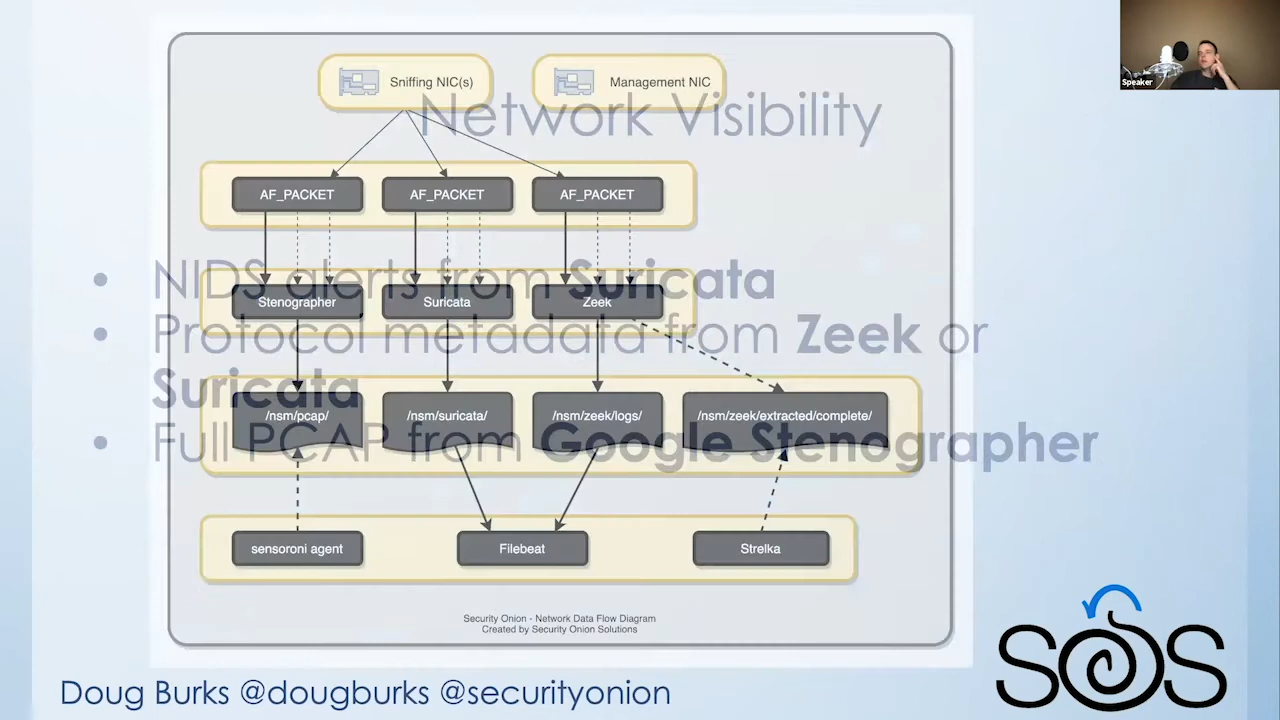 Speaker
Sniffing NIC(s)
Management NIC
Network Visibility
AF_PACKET
AF_PACKET
AF_PACKET
• NIDS alerts from Suricata
Stenographer
Suricata
Zeek
• Protocol metadata from Zeek or
Suricata
/nsm/pcap/
/nsm/suricata/
/nsm/zeek/logs/
/nsm/zeek/extracted/complete/
• Full PCAP from Google Stenographer
sensoroni agent
Filebeat
Strelka
Security Onion - Network Data Flow Diagram
Created by Security Onion Solutions
Doug Burks @dougburks @securityonion
SOS